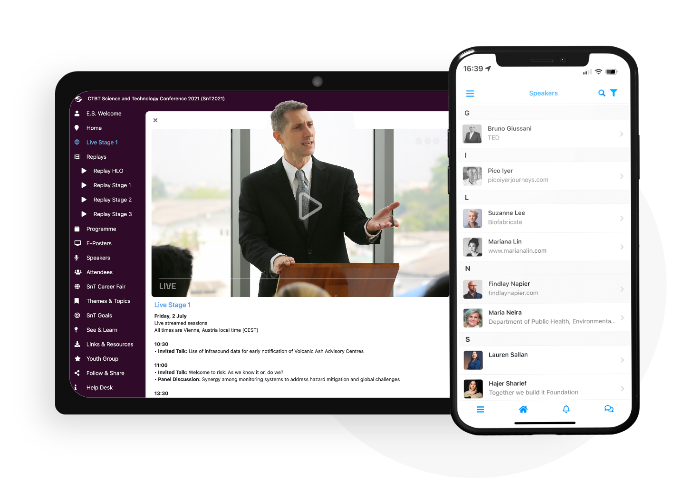 CTBT Science and Technology Conference 2021 (SnT2021)
E.S. Welcome
Home
Live Stage 1
Replays
Replay HLO
Replay Stage 1
Replay Stage 2
Replay Stage 3
Programme
E-Posters
Speakers
Attendees
SnT Career Fair
Themes & Topics
SnT Goals
See & Learn
Links & Resources
Youth Group
Follow & Share
Help Desk
LIVE
Live Stage 1
Friday, 2 July
Live streamed sessions
All times are Vienna, Austria local time (CEST)
10:30
• Invited Talk: Use of infrasound data for early notification of Volcanic Ash Advisory Centres
11:00
• Invited Talk: Welcome to risk: As we know it or do we?
• Panel Discussion: Synergy among monitoring systems to address hazard mitigation and global challenges
13:30
16:39
Speakers
G
Bruno Giussani
TED
I
Pico Iyer
picoiyerjourneys.com
L
Suzanne Lee
Biofabricate
Mariana Lin
www.marianalin.com
N
Findlay Napier
findlaynapier.com
Maria Neira
Department of Public Health, Environmenta...
S
Lauren Sallan
Hajer Sharief
Together we build it Foundation